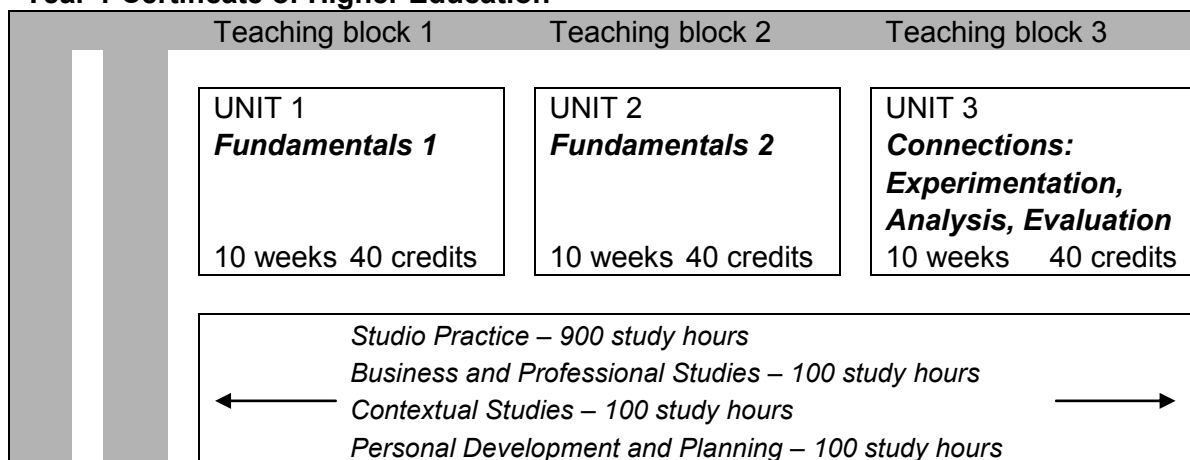 Year 1 Certificate of Higher Education
Teaching block 1 Teaching block 2 Teaching block 3
UNIT 1
Fundamentals 1
10 weeks 40 credits
UNIT 2
Fundamentals 2
10 weeks 40 credits
UNIT 3
Connections:
Experimentation,
Analysis, Evaluation
10 weeks 40 credits
Studio Practice – 900 study hours
Business and Professional Studies – 100 study hours
Contextual Studies – 100 study hours
Personal Development and Planning – 100 study hours